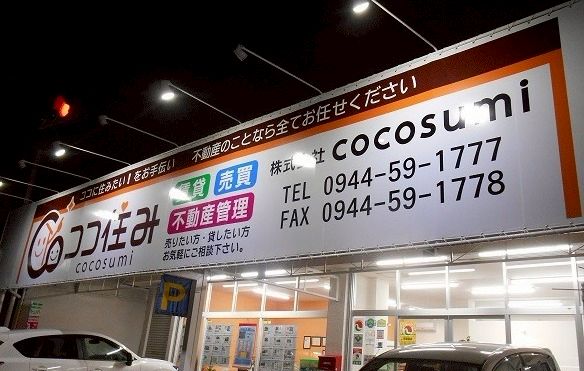 ココに住みたい!をお手伝い 不動産のことなら全てお任せください
ココ住み
cocosumi
賃貸 売買
不動産管理
売りたい方・貸したい方
お気軽にご相談下さい。
株式会社 cocosumi
TEL 0944-59-1777
FAX 0944-59-1778
P